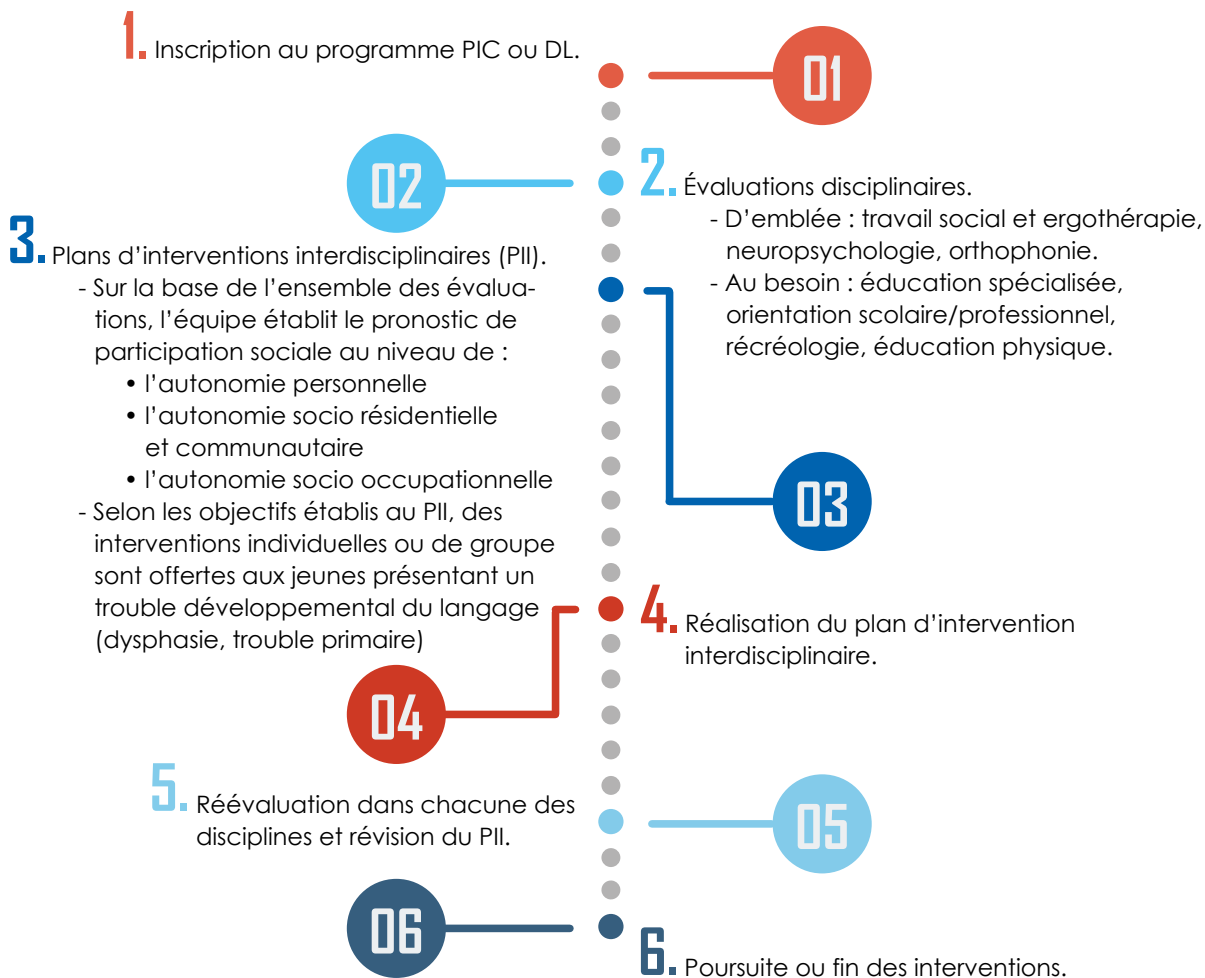 1. Inscription au programme PIC ou DL.
01
02
2. Évaluations disciplinaires.
- D’emblée : travail social et ergothérapie,
neuropsychologie, orthophonie.
- Au besoin : éducation spécialisée,
orientation scolaire/professionnel,
récréologie, éducation physique.
3. Plans d’interventions interdisciplinaires (PII).
- Sur la base de l’ensemble des évalua-
tions, l’équipe établit le pronostic de
participation sociale au niveau de :
• l’autonomie personnelle
• l’autonomie socio résidentielle
et communautaire
• l’autonomie socio occupationnelle
- Selon les objectifs établis au PII, des
interventions individuelles ou de groupe
sont offertes aux jeunes présentant un
trouble développemental du langage
(dysphasie, trouble primaire)
03
4. Réalisation du plan d’intervention
interdisciplinaire.
04
5. Réévaluation dans chacune des
disciplines et révision du PII.
05
06
6. Poursuite ou fin des interventions.